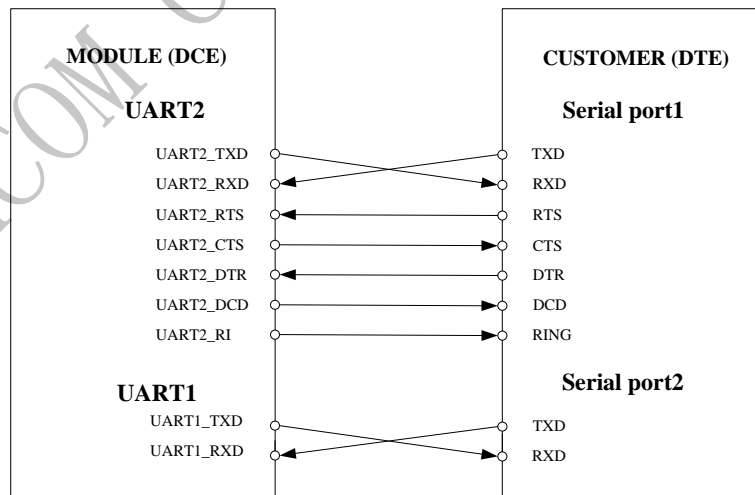 MODULE (DCE)
UART2
UART2_TXD
UART2_RXD
UART2_RTS
UART2_CTS
UART2_DTR
UART2_DCD
UART2_RI
UART1
UART1_TXD
UART1_RXD
CUSTOMER (DTE)
Serial port1
TXD
RXD
RTS
CTS
DTR
DCD
RING
Serial port2
TXD
RXD
COM